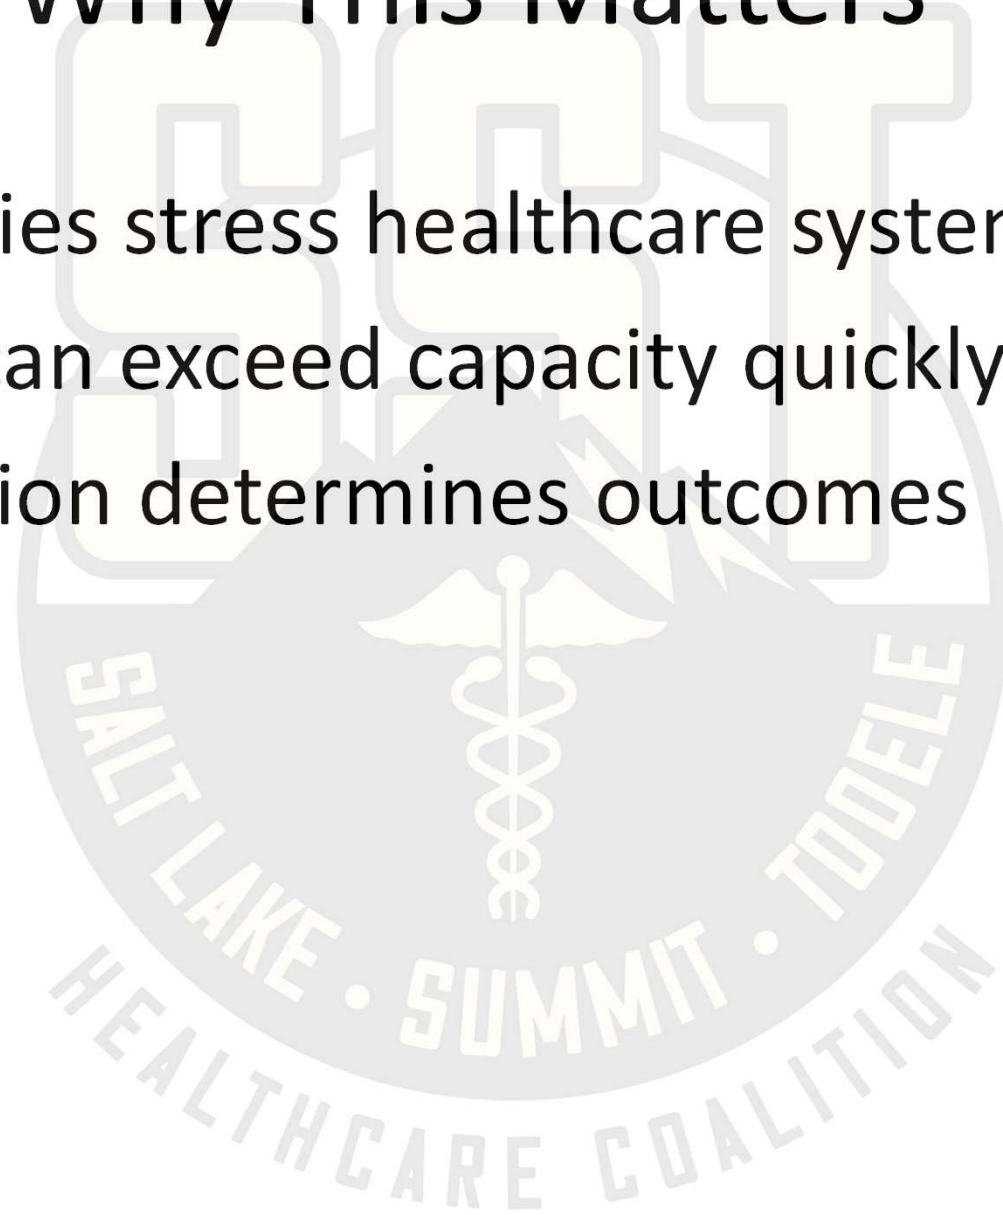 Why This Matters
ies stress healthcare system
an exceed capacity quickly
ion determines outcomes
SST
SALT LAKE • SUMMIT • TOOELE
HEALTHCARE COALITION